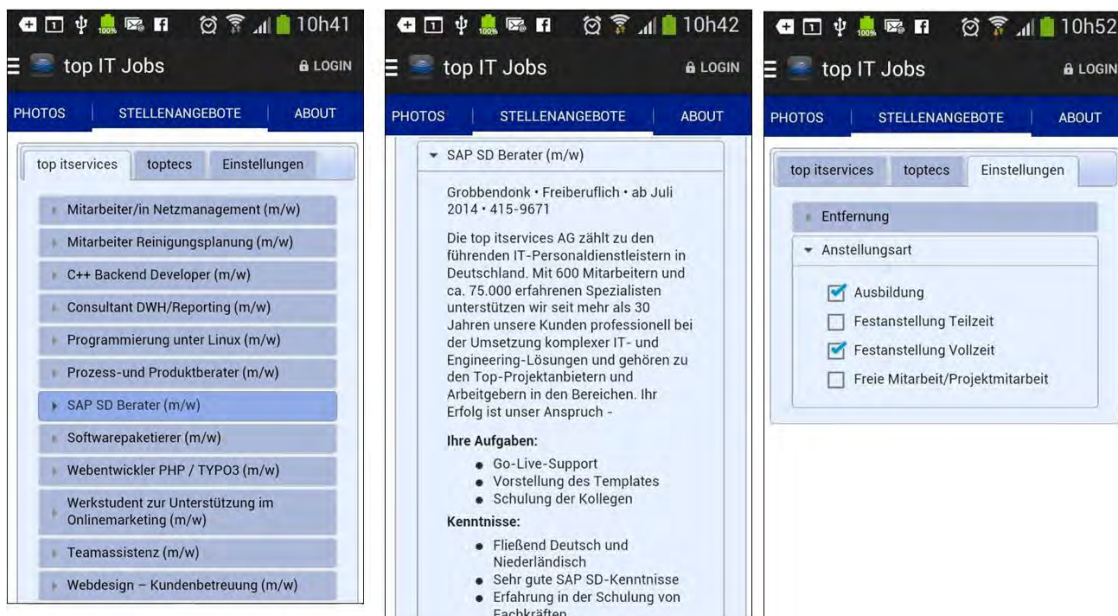 10h41
top IT Jobs
LOGIN
PHOTOS
STELLENANGEBOTE
ABOUT
top itservices
toptecs
Einstellungen
Mitarbeiter/in Netzmanagement (m/w)
Mitarbeiter Reinigungsplanung (m/w)
C++ Backend Developer (m/w)
Consultant DWH/Reporting (m/w)
Programmierung unter Linux (m/w)
Prozess-und Produktberater (m/w)
SAP SD Berater (m/w)
Softwarepaketierer (m/w)
Webentwickler PHP / TYPO3 (m/w)
Werkstudent zur Unterstützung im
Onlinemarketing (m/w)
Teamassistenz (m/w)
Webdesign – Kundenbetreuung (m/w)
10h42
top IT Jobs
LOGIN
PHOTOS
STELLENANGEBOTE
ABOUT
SAP SD Berater (m/w)
Grobbendonk • Freiberuflich • ab Juli
2014 • 415-9671
Die top itservices AG zählt zu den
führenden IT-Personaldienstleistern in
Deutschland. Mit 600 Mitarbeitern und
ca. 75.000 erfahrenen Spezialisten
unterstützen wir seit mehr als 30
Jahren unsere Kunden professionell bei
der Umsetzung komplexer IT- und
Engineering-Lösungen und gehören zu
den Top-Projektanbietern und
Arbeitgebern in den Bereichen. Ihr
Erfolg ist unser Anspruch -
Ihre Aufgaben:
• Go-Live-Support
• Vorstellung des Templates
• Schulung der Kollegen
Kenntnisse:
• Fließend Deutsch und
Niederländisch
• Sehr gute SAP SD-Kenntnisse
• Erfahrung in der Schulung von
Fachkräften
10h52
top IT Jobs
LOGIN
PHOTOS
STELLENANGEBOTE
ABOUT
top itservices
toptecs
Einstellungen
Entfernung
Anstellungsart
Ausbildung
Festanstellung Teilzeit
Festanstellung Vollzeit
Freie Mitarbeit/Projektmitarbeit